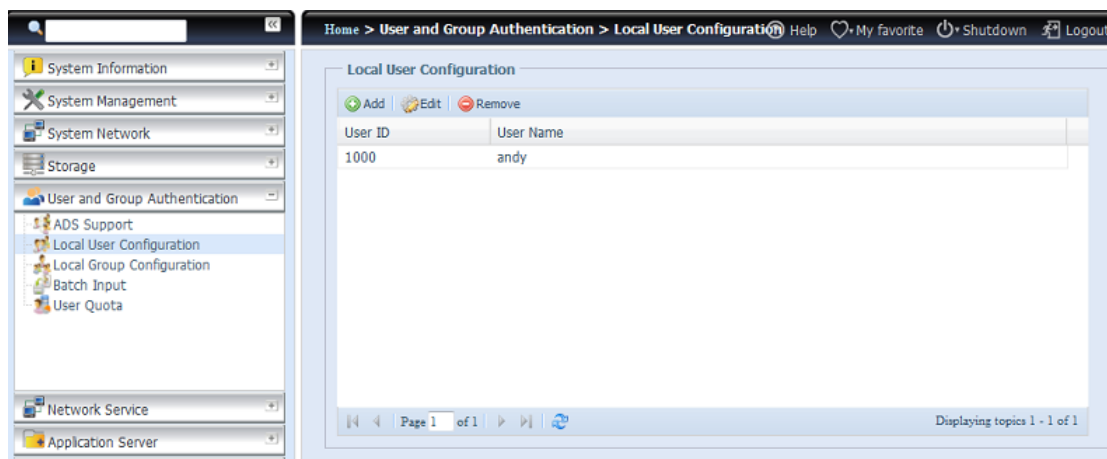 Home > User and Group Authentication > Local User Configuration Help My favorite Shutdown Logout
System Information
System Management
System Network
Storage
User and Group Authentication
ADS Support
Local User Configuration
Local Group Configuration
Batch Input
User Quota
Network Service
Application Server
Local User Configuration
Add Edit Remove
User ID User Name
1000 andy
Page 1 of 1 Displaying topics 1 - 1 of 1